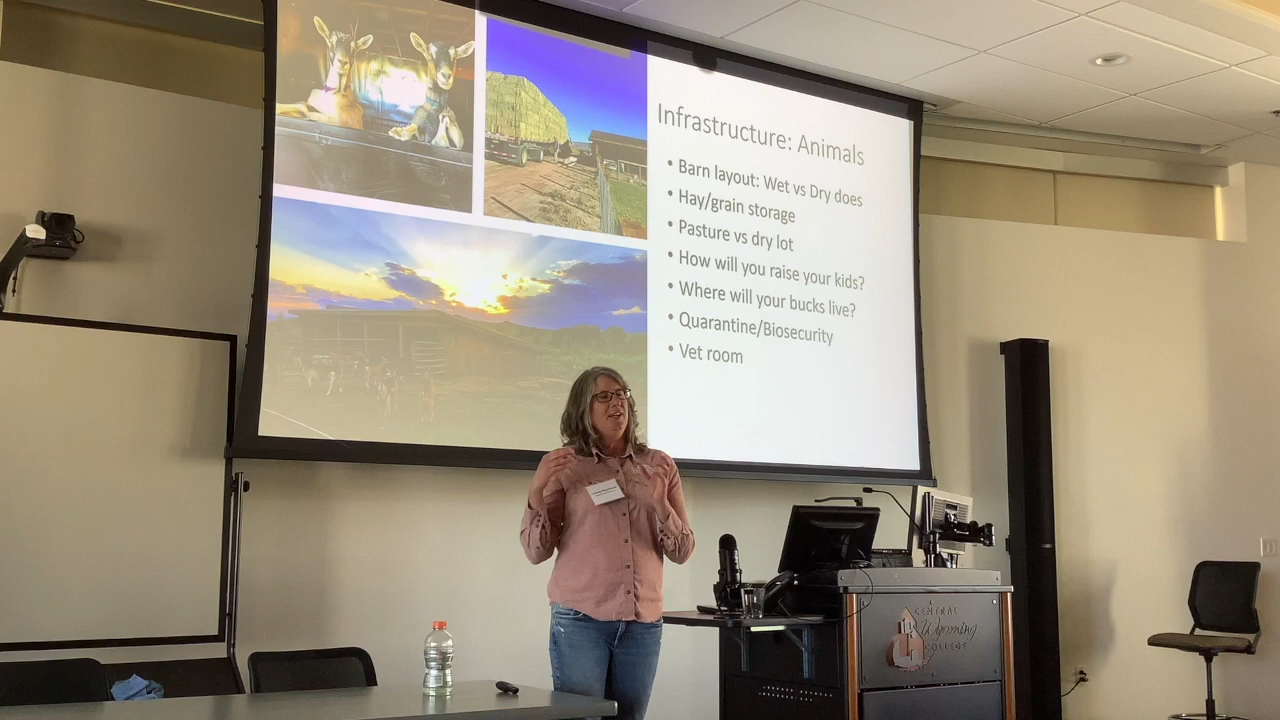 Infrastructure: Animals
• Barn layout: Wet vs Dry does
• Hay/grain storage
• Pasture vs dry lot
• How will you raise your kids?
• Where will your bucks live?
• Quarantine/Biosecurity
• Vet room
CENTRAL
Wyoming
COLLEGE